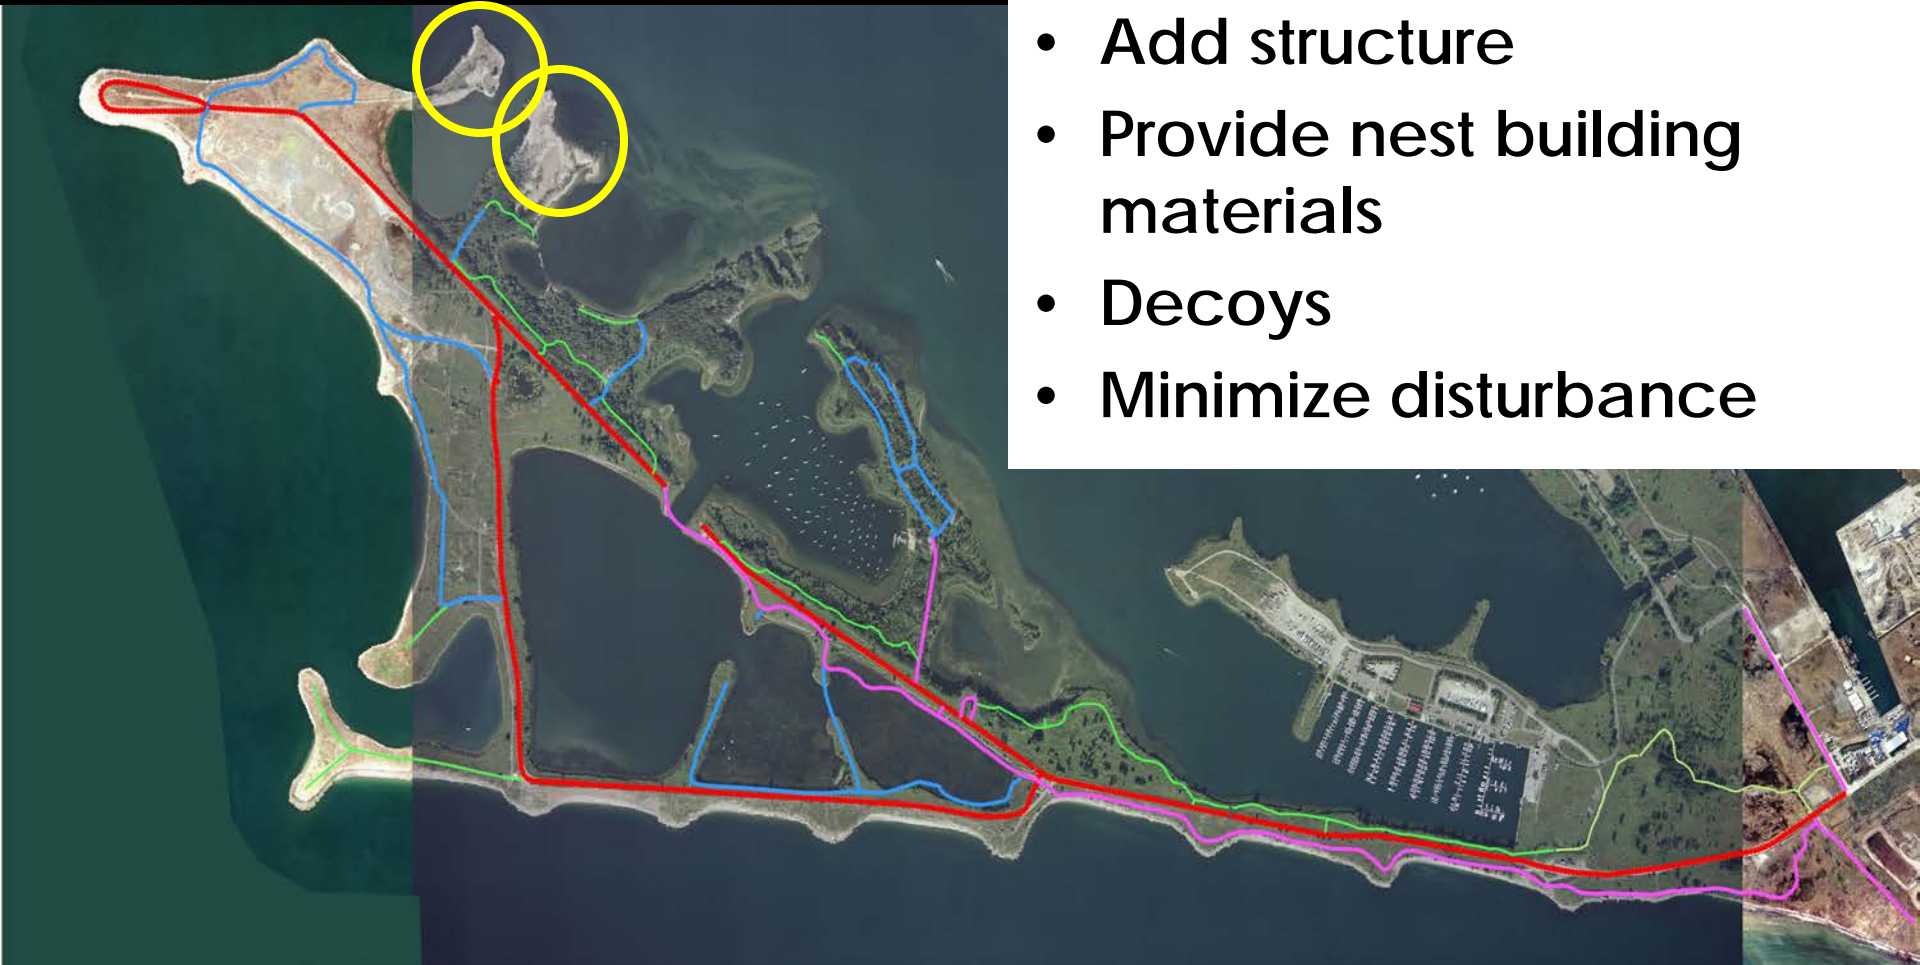 • Add structure
• Provide nest building
materials
• Decoys
• Minimize disturbance